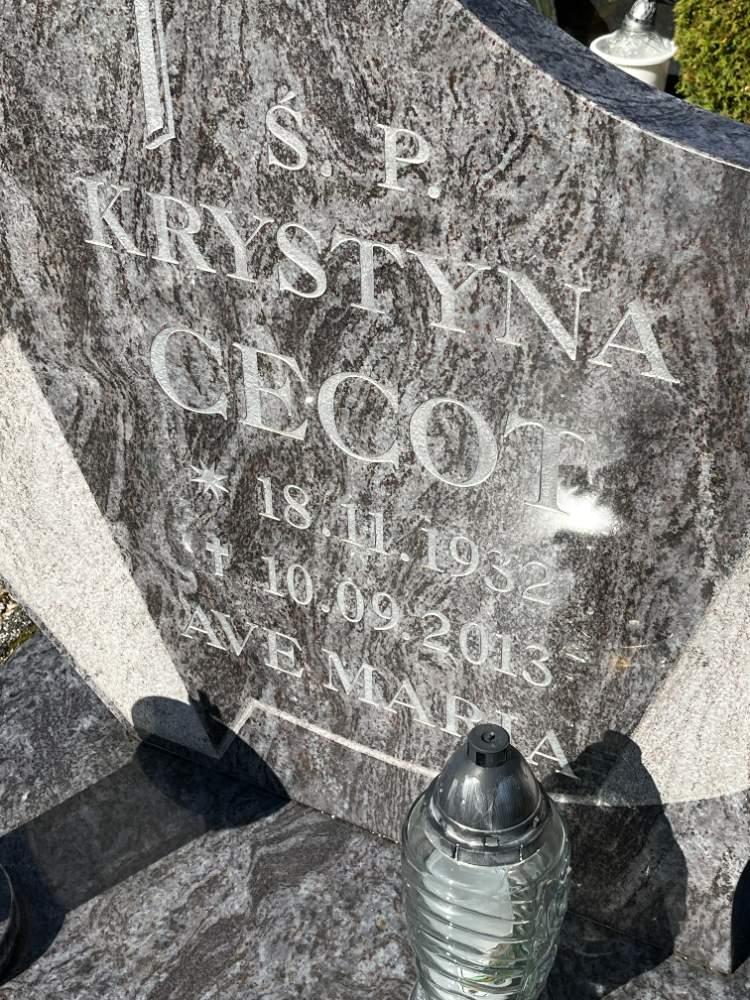 Ś. P.
KRYSTYNA
CECOT
* 18.11.1932
✝ 10.09.2013
AVE MARIA